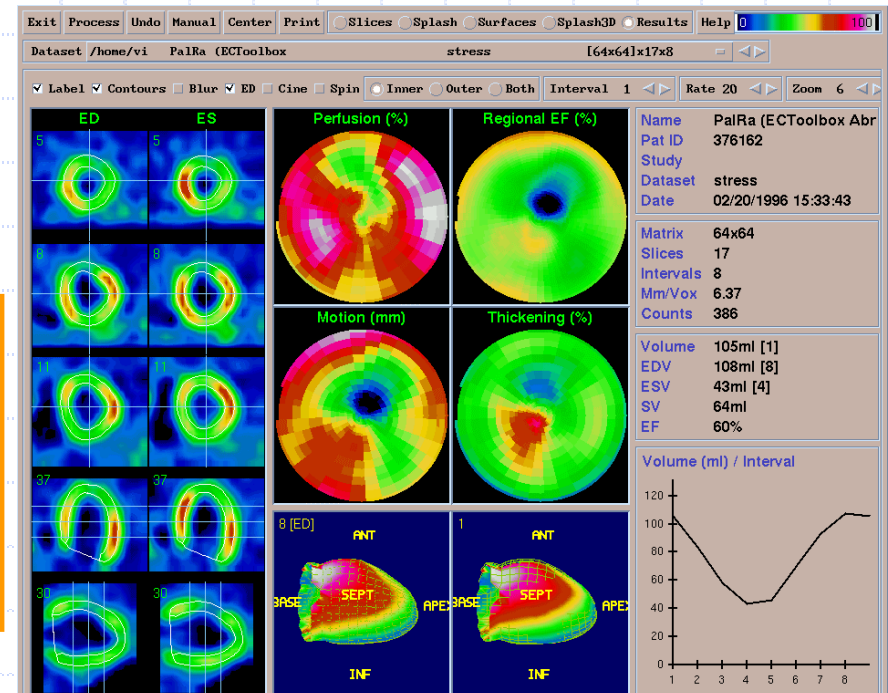 Exit Process Undo Manual Center Print Slices Splash Surfaces Splash3D Results Help 0 100
Dataset /home/vi PalRa (ECToolbox stress [64x64]x17x8
Label Contours Blur ED Cine Spin Inner Outer Both Interval 1 Rate 20 Zoom 6
ED ES
5 5
8 8
11 11
37 37
30 30
Perfusion (%) Regional EF (%)
Motion (mm) Thickening (%)
8 [ED] 1
ANT ANT
BASE SEPT APEX BASE SEPT APEX
INF INF
Name PalRa (ECToolbox Abr
Pat ID 376162
Study
Dataset stress
Date 02/20/1996 15:33:43
Matrix 64x64
Slices 17
Intervals 8
Mm/Vox 6.37
Counts 386
Volume 105ml [1]
EDV 108ml [8]
ESV 43ml [4]
SV 64ml
EF 60%
Volume (ml) / Interval
120
100
80
60
40
20
0
1 2 3 4 5 6 7 8